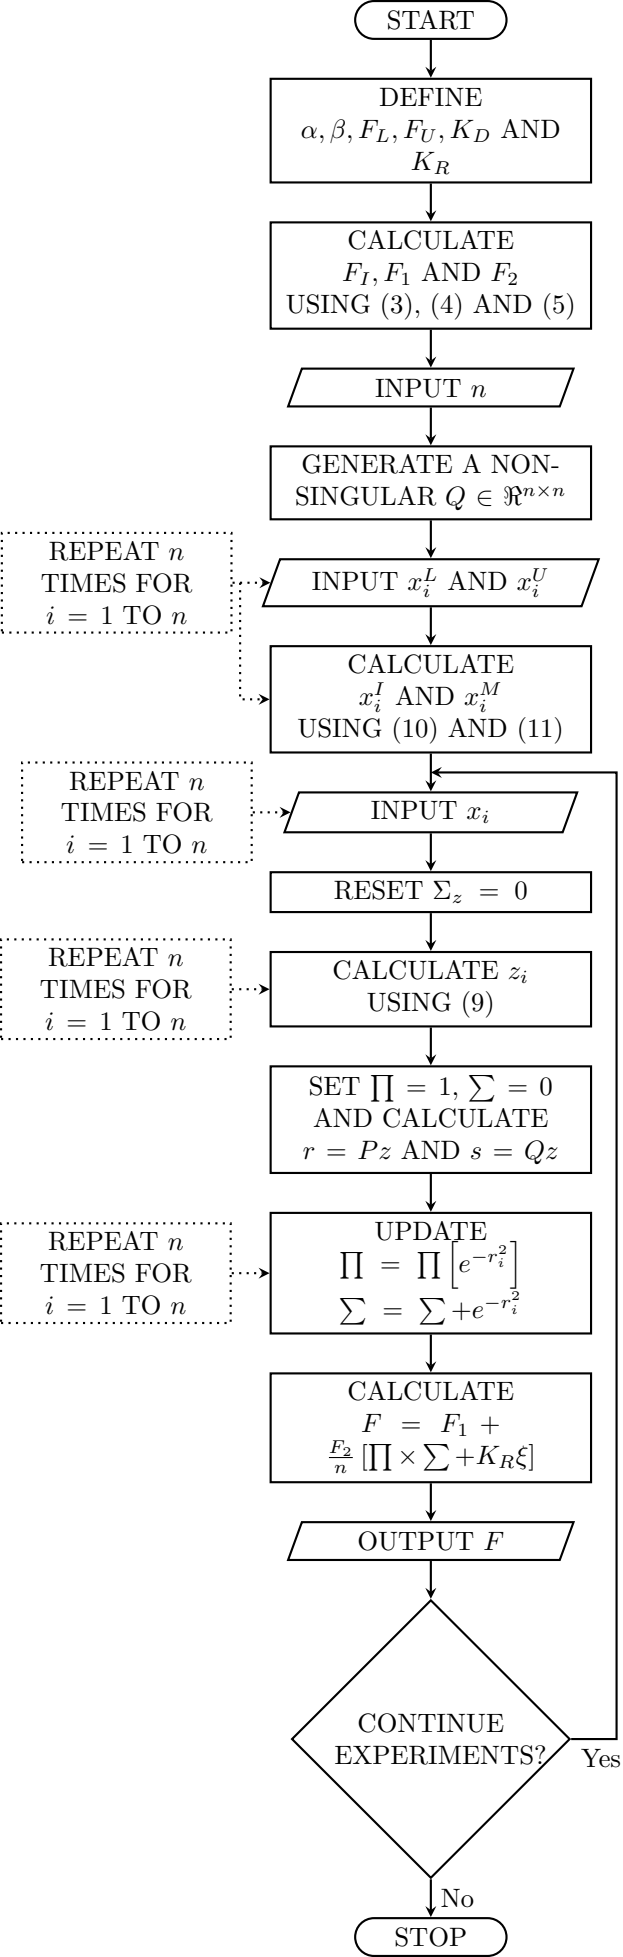 START
DEFINE
α, β, F_L, F_U, K_D AND
K_R
CALCULATE
F_I, F_1 AND F_2
USING (3), (4) AND (5)
INPUT n
GENERATE A NON-
SINGULAR Q ∈ ℜ^{n×n}
REPEAT n
TIMES FOR
i = 1 TO n
INPUT x_i^L AND x_i^U
CALCULATE
x_i^I AND x_i^M
USING (10) AND (11)
REPEAT n
TIMES FOR
i = 1 TO n
INPUT x_i
RESET Σ_z = 0
REPEAT n
TIMES FOR
i = 1 TO n
CALCULATE z_i
USING (9)
SET ∏ = 1, ∑ = 0
AND CALCULATE
r = Pz AND s = Qz
REPEAT n
TIMES FOR
i = 1 TO n
UPDATE
∏ = ∏ [e^{-r_i^2}]
∑ = ∑ +e^{-r_i^2}
CALCULATE
F = F_1 +
\frac{F_2}{n} [∏ × ∑ +K_Rξ]
OUTPUT F
CONTINUE
EXPERIMENTS?
Yes
No
STOP